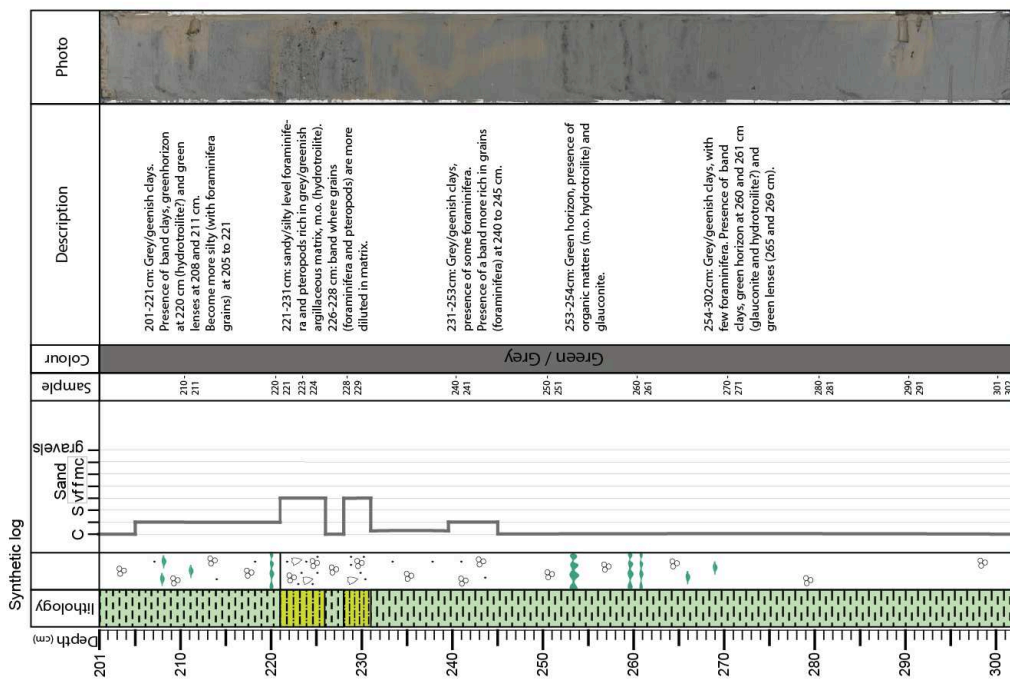 Synthetic log
Depth (cm)
lithology
C S vf f m c
Sand
gravels
Sample
Colour
Description
Photo
201
210
220
230
240
250
260
270
280
290
300
210-
211
220-
221
223-
224
228-
229
240-
241
250-
251
260-
261
270-
271
280-
281
290-
291
301-
302
Green / Grey
201-221cm: Grey/geenish clays.
Presence of band clays, greenhorizon
at 220 cm (hydrotroilite?) and green
lenses at 208 and 211 cm.
Become more silty (with foraminifera
grains) at 205 to 221
221-231cm: sandy/silty level foraminife-
ra and pteropods rich in grey/greenish
argillaceous matrix, m.o. (hydrotroilite).
226-228 cm: band where grains
(foraminifera and pteropods) are more
diluted in matrix.
231-253cm: Grey/geenish clays,
presence of some foraminifera.
Presence of a band more rich in grains
(foraminifera) at 240 to 245 cm.
253-254cm: Green horizon, presence of
organic matters (m.o. hydrotroilite) and
glauconite.
254-302cm: Grey/geenish clays, with
few foraminifera. Presence of band
clays, green horizon at 260 and 261 cm
(glauconite and hydrotroilite?) and
green lenses (265 and 269 cm).